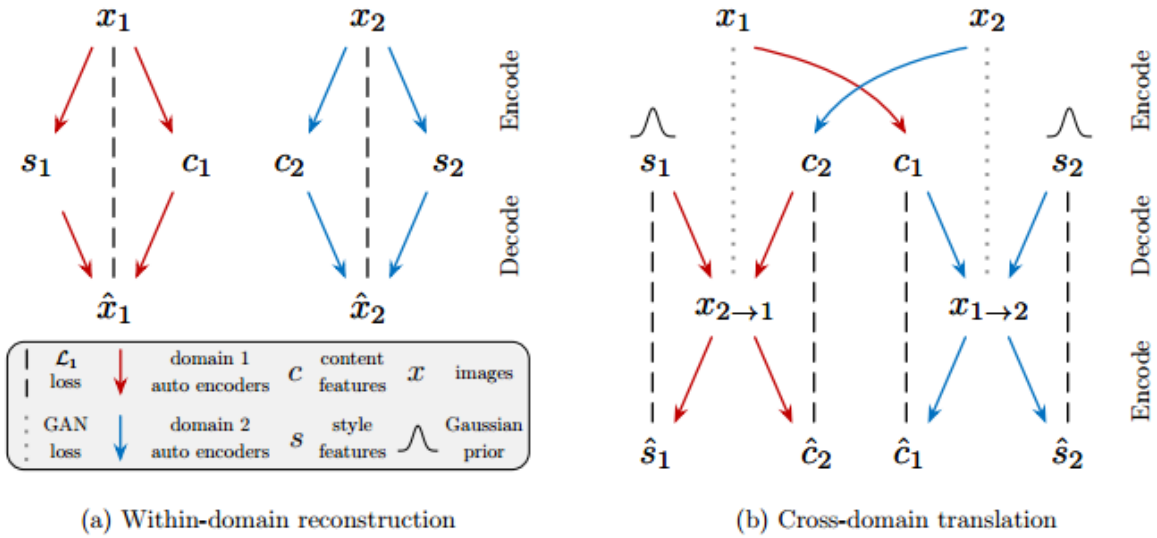 x₁ x₂
Encode
s₁ c₁ c₂ s₂
Decode
x̂₁ x̂₂
ℒ₁ loss
domain 1 auto encoders
c content features
x images
GAN loss
domain 2 auto encoders
s style features
Gaussian prior
(a) Within-domain reconstruction
x₁ x₂
Encode
s₁ c₂ c₁ s₂
Decode
x₂→₁ x₁→₂
Encode
ŝ₁ ĉ₂ ĉ₁ ŝ₂
(b) Cross-domain translation